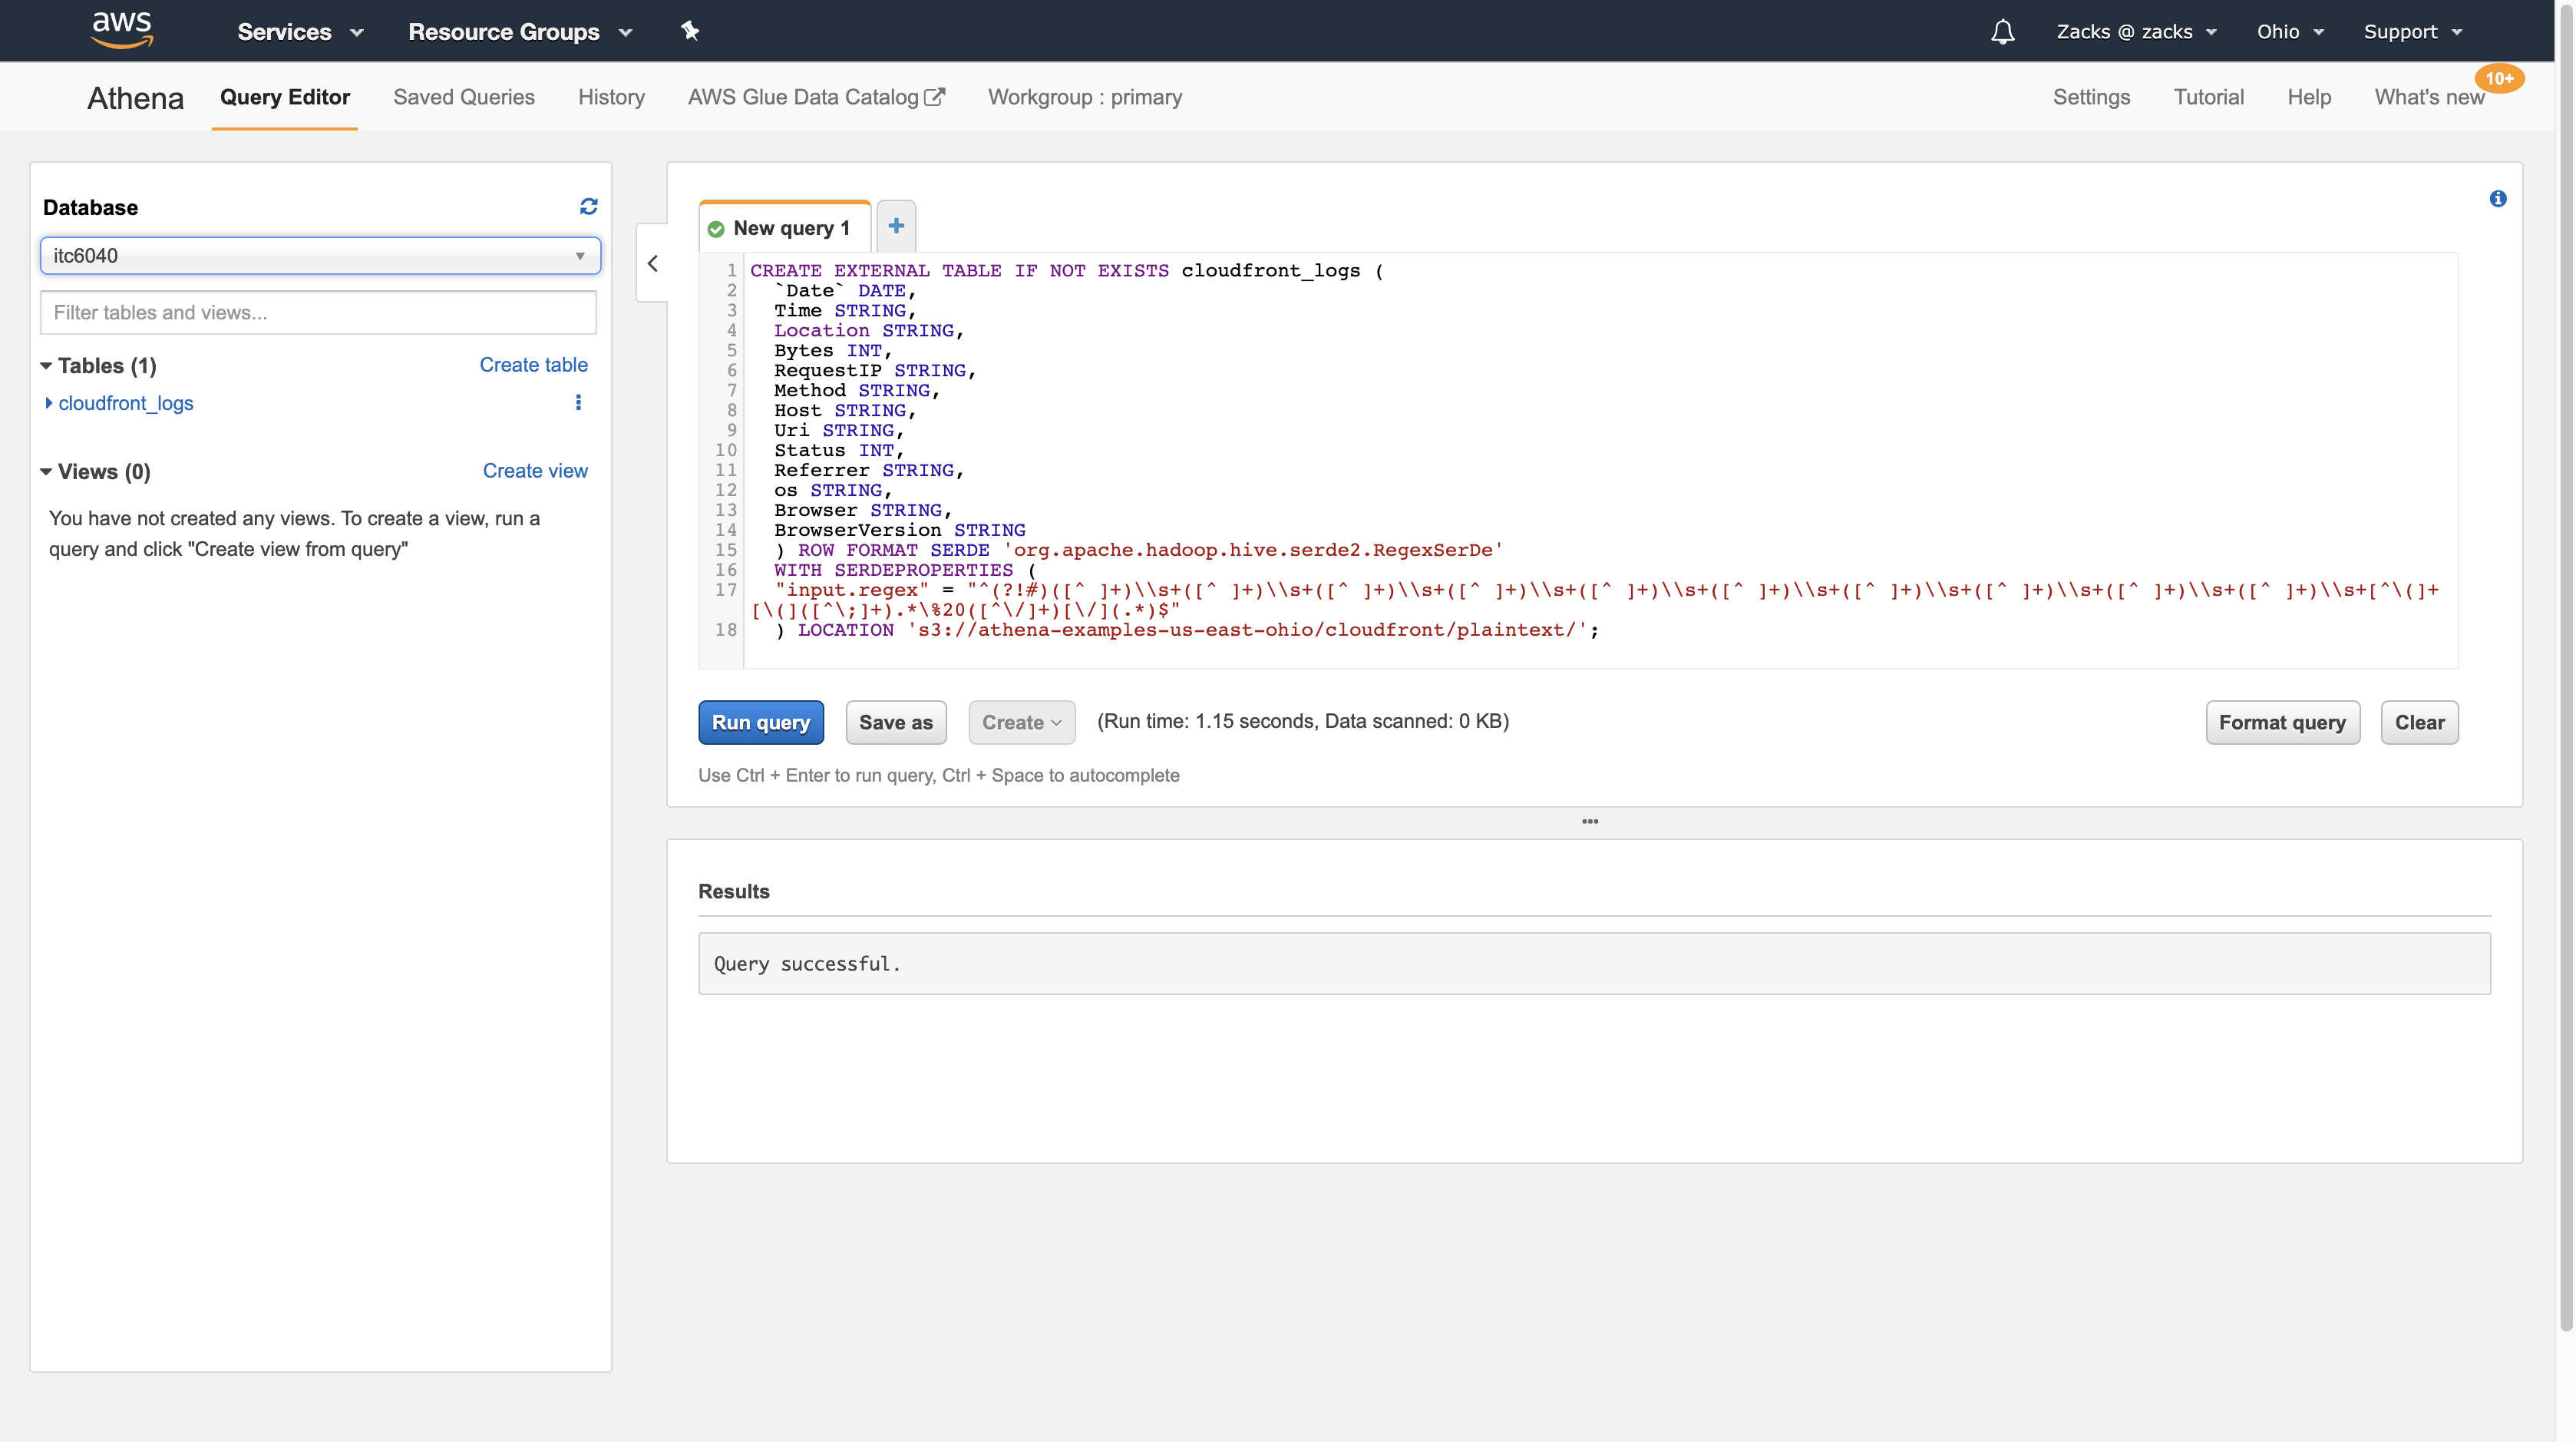 aws Services Resource Groups Zacks @ zacks Ohio Support
Athena Query Editor Saved Queries History AWS Glue Data Catalog Workgroup : primary Settings Tutorial Help What's new 10+
Database
itc6040
Filter tables and views...
Tables (1) Create table
cloudfront_logs
Views (0) Create view
You have not created any views. To create a view, run a
query and click "Create view from query"
New query 1
1 CREATE EXTERNAL TABLE IF NOT EXISTS cloudfront_logs (
2 `Date` DATE,
3 Time STRING,
4 Location STRING,
5 Bytes INT,
6 RequestIP STRING,
7 Method STRING,
8 Host STRING,
9 Uri STRING,
10 Status INT,
11 Referrer STRING,
12 os STRING,
13 Browser STRING,
14 BrowserVersion STRING
15 ) ROW FORMAT SERDE 'org.apache.hadoop.hive.serde2.RegexSerDe'
16 WITH SERDEPROPERTIES (
17 "input.regex" = "^(?!#)([^ ]+)\\s+([^ ]+)\\s+([^ ]+)\\s+([^ ]+)\\s+([^ ]+)\\s+([^ ]+)\\s+([^ ]+)\\s+([^ ]+)\\s+([^ ]+)\\s+([^ ]+)\\s+[^\(]+
[\(]([^\;]+).*\%20([^\/]+)[\/](.*)$"
18 ) LOCATION 's3://athena-examples-us-east-ohio/cloudfront/plaintext/';
Run query Save as Create (Run time: 1.15 seconds, Data scanned: 0 KB) Format query Clear
Use Ctrl + Enter to run query, Ctrl + Space to autocomplete
Results
Query successful.